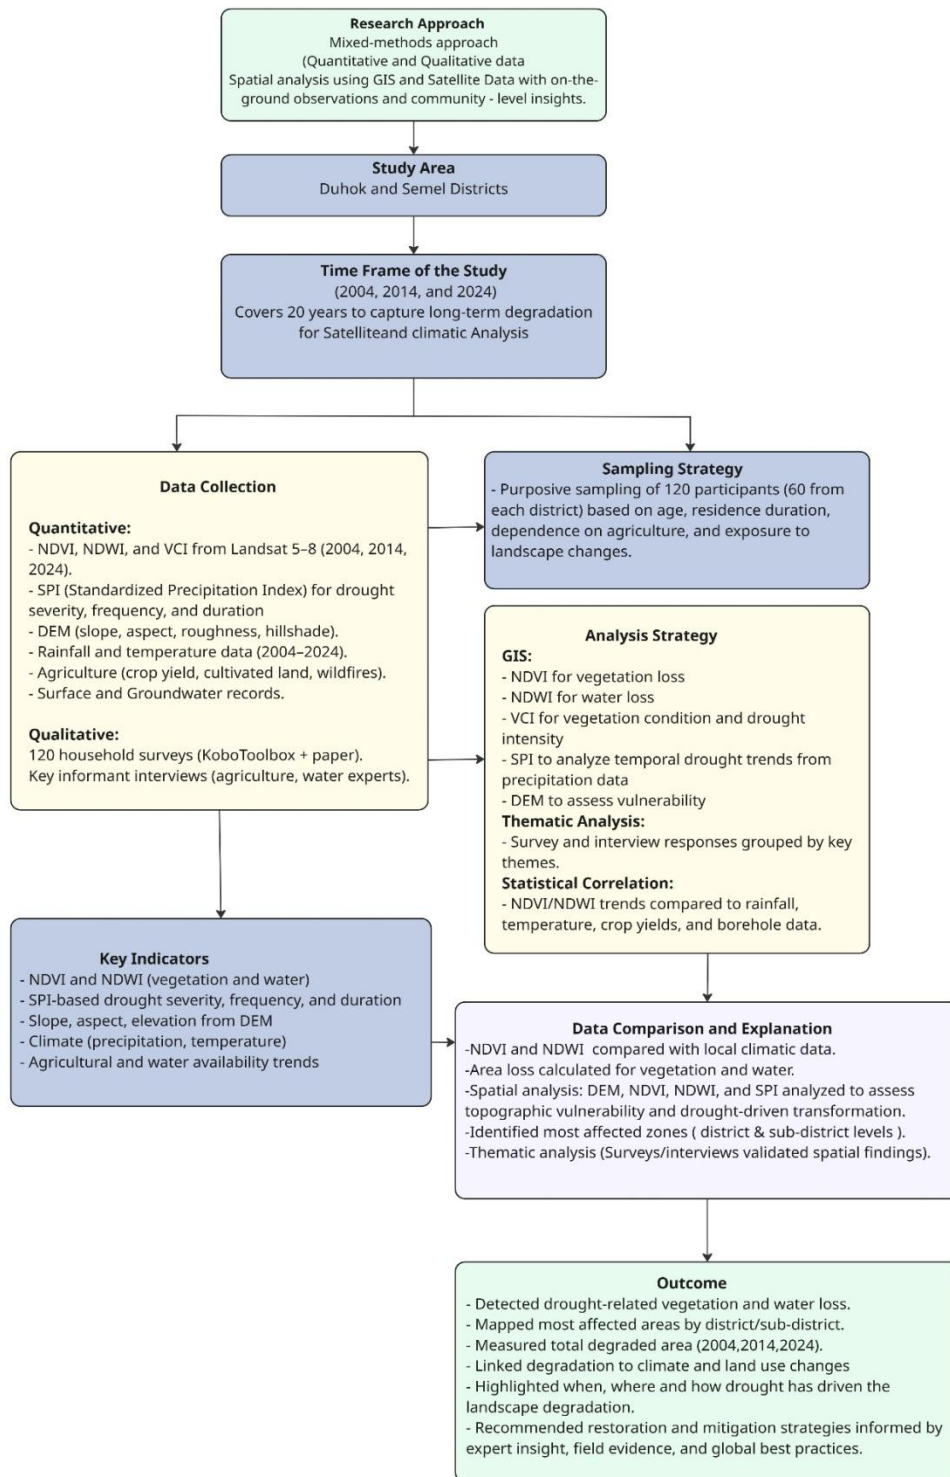 Research Approach
Mixed-methods approach
(Quantitative and Qualitative data
Spatial analysis using GIS and Satellite Data with on-the-
ground observations and community - level insights.
Study Area
Duhok and Semel Districts
Time Frame of the Study
(2004, 2014, and 2024)
Covers 20 years to capture long-term degradation
for Satelliteand climatic Analysis
Data Collection
Quantitative:
- NDVI, NDWI, and VCI from Landsat 5–8 (2004, 2014,
2024).
- SPI (Standardized Precipitation Index) for drought
severity, frequency, and duration
- DEM (slope, aspect, roughness, hillshade).
- Rainfall and temperature data (2004–2024).
- Agriculture (crop yield, cultivated land, wildfires).
- Surface and Groundwater records.
Qualitative:
120 household surveys (KoboToolbox + paper).
Key informant interviews (agriculture, water experts).
Sampling Strategy
- Purposive sampling of 120 participants (60 from
each district) based on age, residence duration,
dependence on agriculture, and exposure to
landscape changes.
Analysis Strategy
GIS:
- NDVI for vegetation loss
- NDWI for water loss
- VCI for vegetation condition and drought
intensity
- SPI to analyze temporal drought trends from
precipitation data
- DEM to assess vulnerability
Thematic Analysis:
- Survey and interview responses grouped by key
themes.
Statistical Correlation:
- NDVI/NDWI trends compared to rainfall,
temperature, crop yields, and borehole data.
Key Indicators
- NDVI and NDWI (vegetation and water)
- SPI-based drought severity, frequency, and duration
- Slope, aspect, elevation from DEM
- Climate (precipitation, temperature)
- Agricultural and water availability trends
Data Comparison and Explanation
-NDVI and NDWI compared with local climatic data.
-Area loss calculated for vegetation and water.
-Spatial analysis: DEM, NDVI, NDWI, and SPI analyzed to assess
topographic vulnerability and drought-driven transformation.
-Identified most affected zones ( district & sub-district levels ).
-Thematic analysis (Surveys/interviews validated spatial findings).
Outcome
- Detected drought-related vegetation and water loss.
- Mapped most affected areas by district/sub-district.
- Measured total degraded area (2004,2014,2024).
- Linked degradation to climate and land use changes
- Highlighted when, where and how drought has driven the
landscape degradation.
- Recommended restoration and mitigation strategies informed by
expert insight, field evidence, and global best practices.